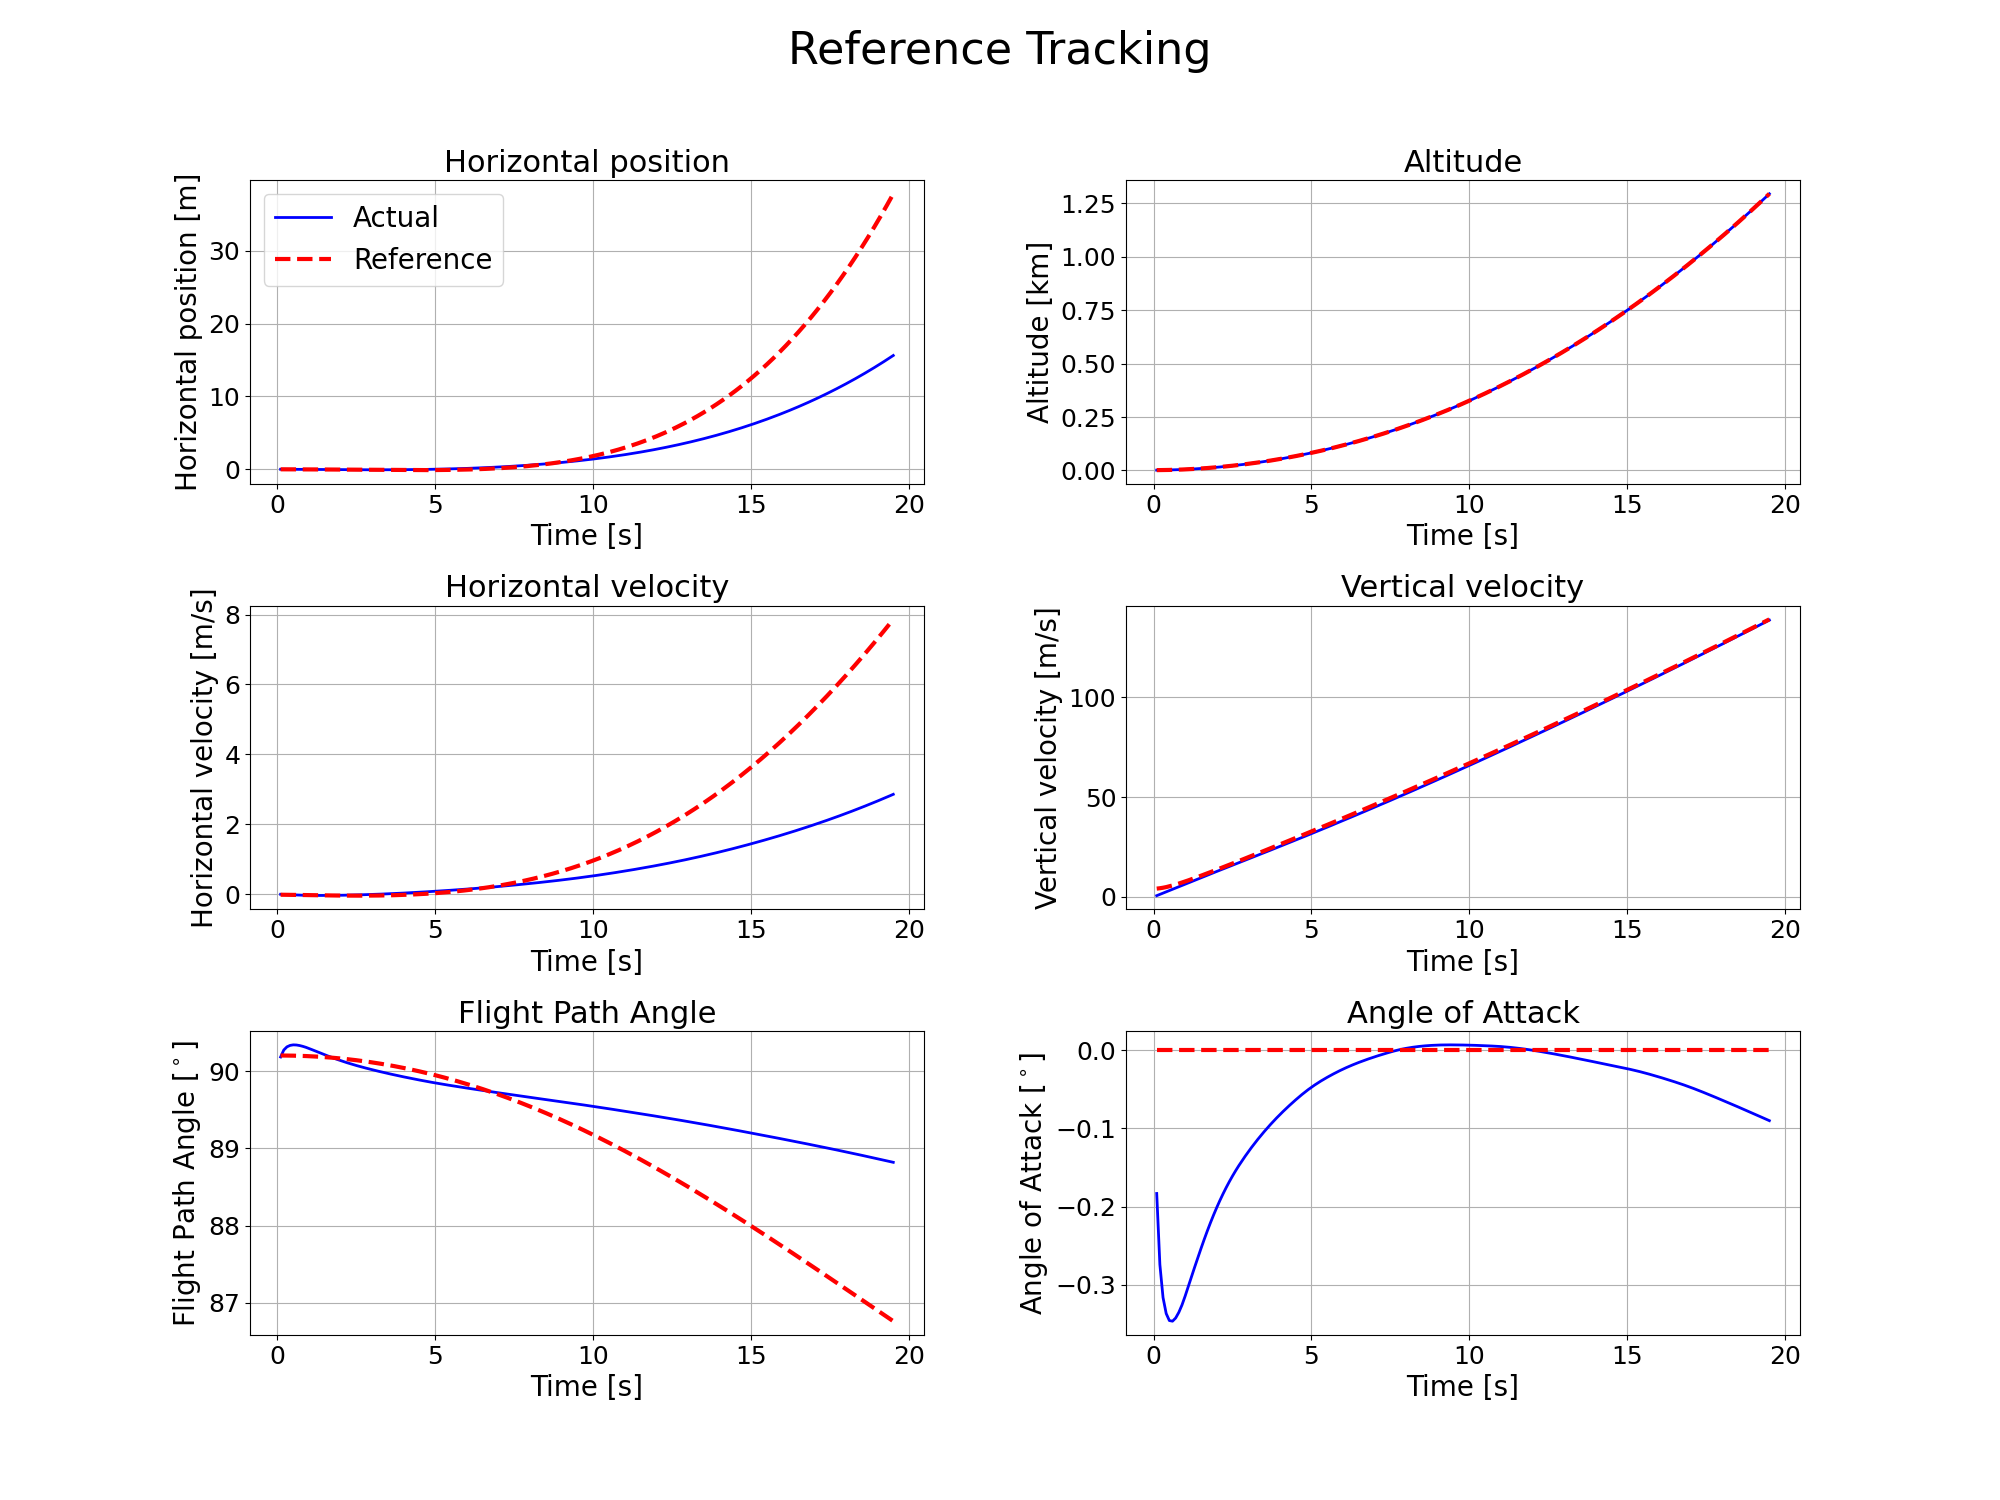 Reference Tracking
Horizontal position
Horizontal position [m]
30
20
10
0
Actual
Reference
0 5 10 15 20
Time [s]
Altitude
Altitude [km]
1.25
1.00
0.75
0.50
0.25
0.00
0 5 10 15 20
Time [s]
Horizontal velocity
Horizontal velocity [m/s]
8
6
4
2
0
0 5 10 15 20
Time [s]
Vertical velocity
Vertical velocity [m/s]
100
50
0
0 5 10 15 20
Time [s]
Flight Path Angle
Flight Path Angle [°]
90
89
88
87
0 5 10 15 20
Time [s]
Angle of Attack
Angle of Attack [°]
0.0
−0.1
−0.2
−0.3
0 5 10 15 20
Time [s]